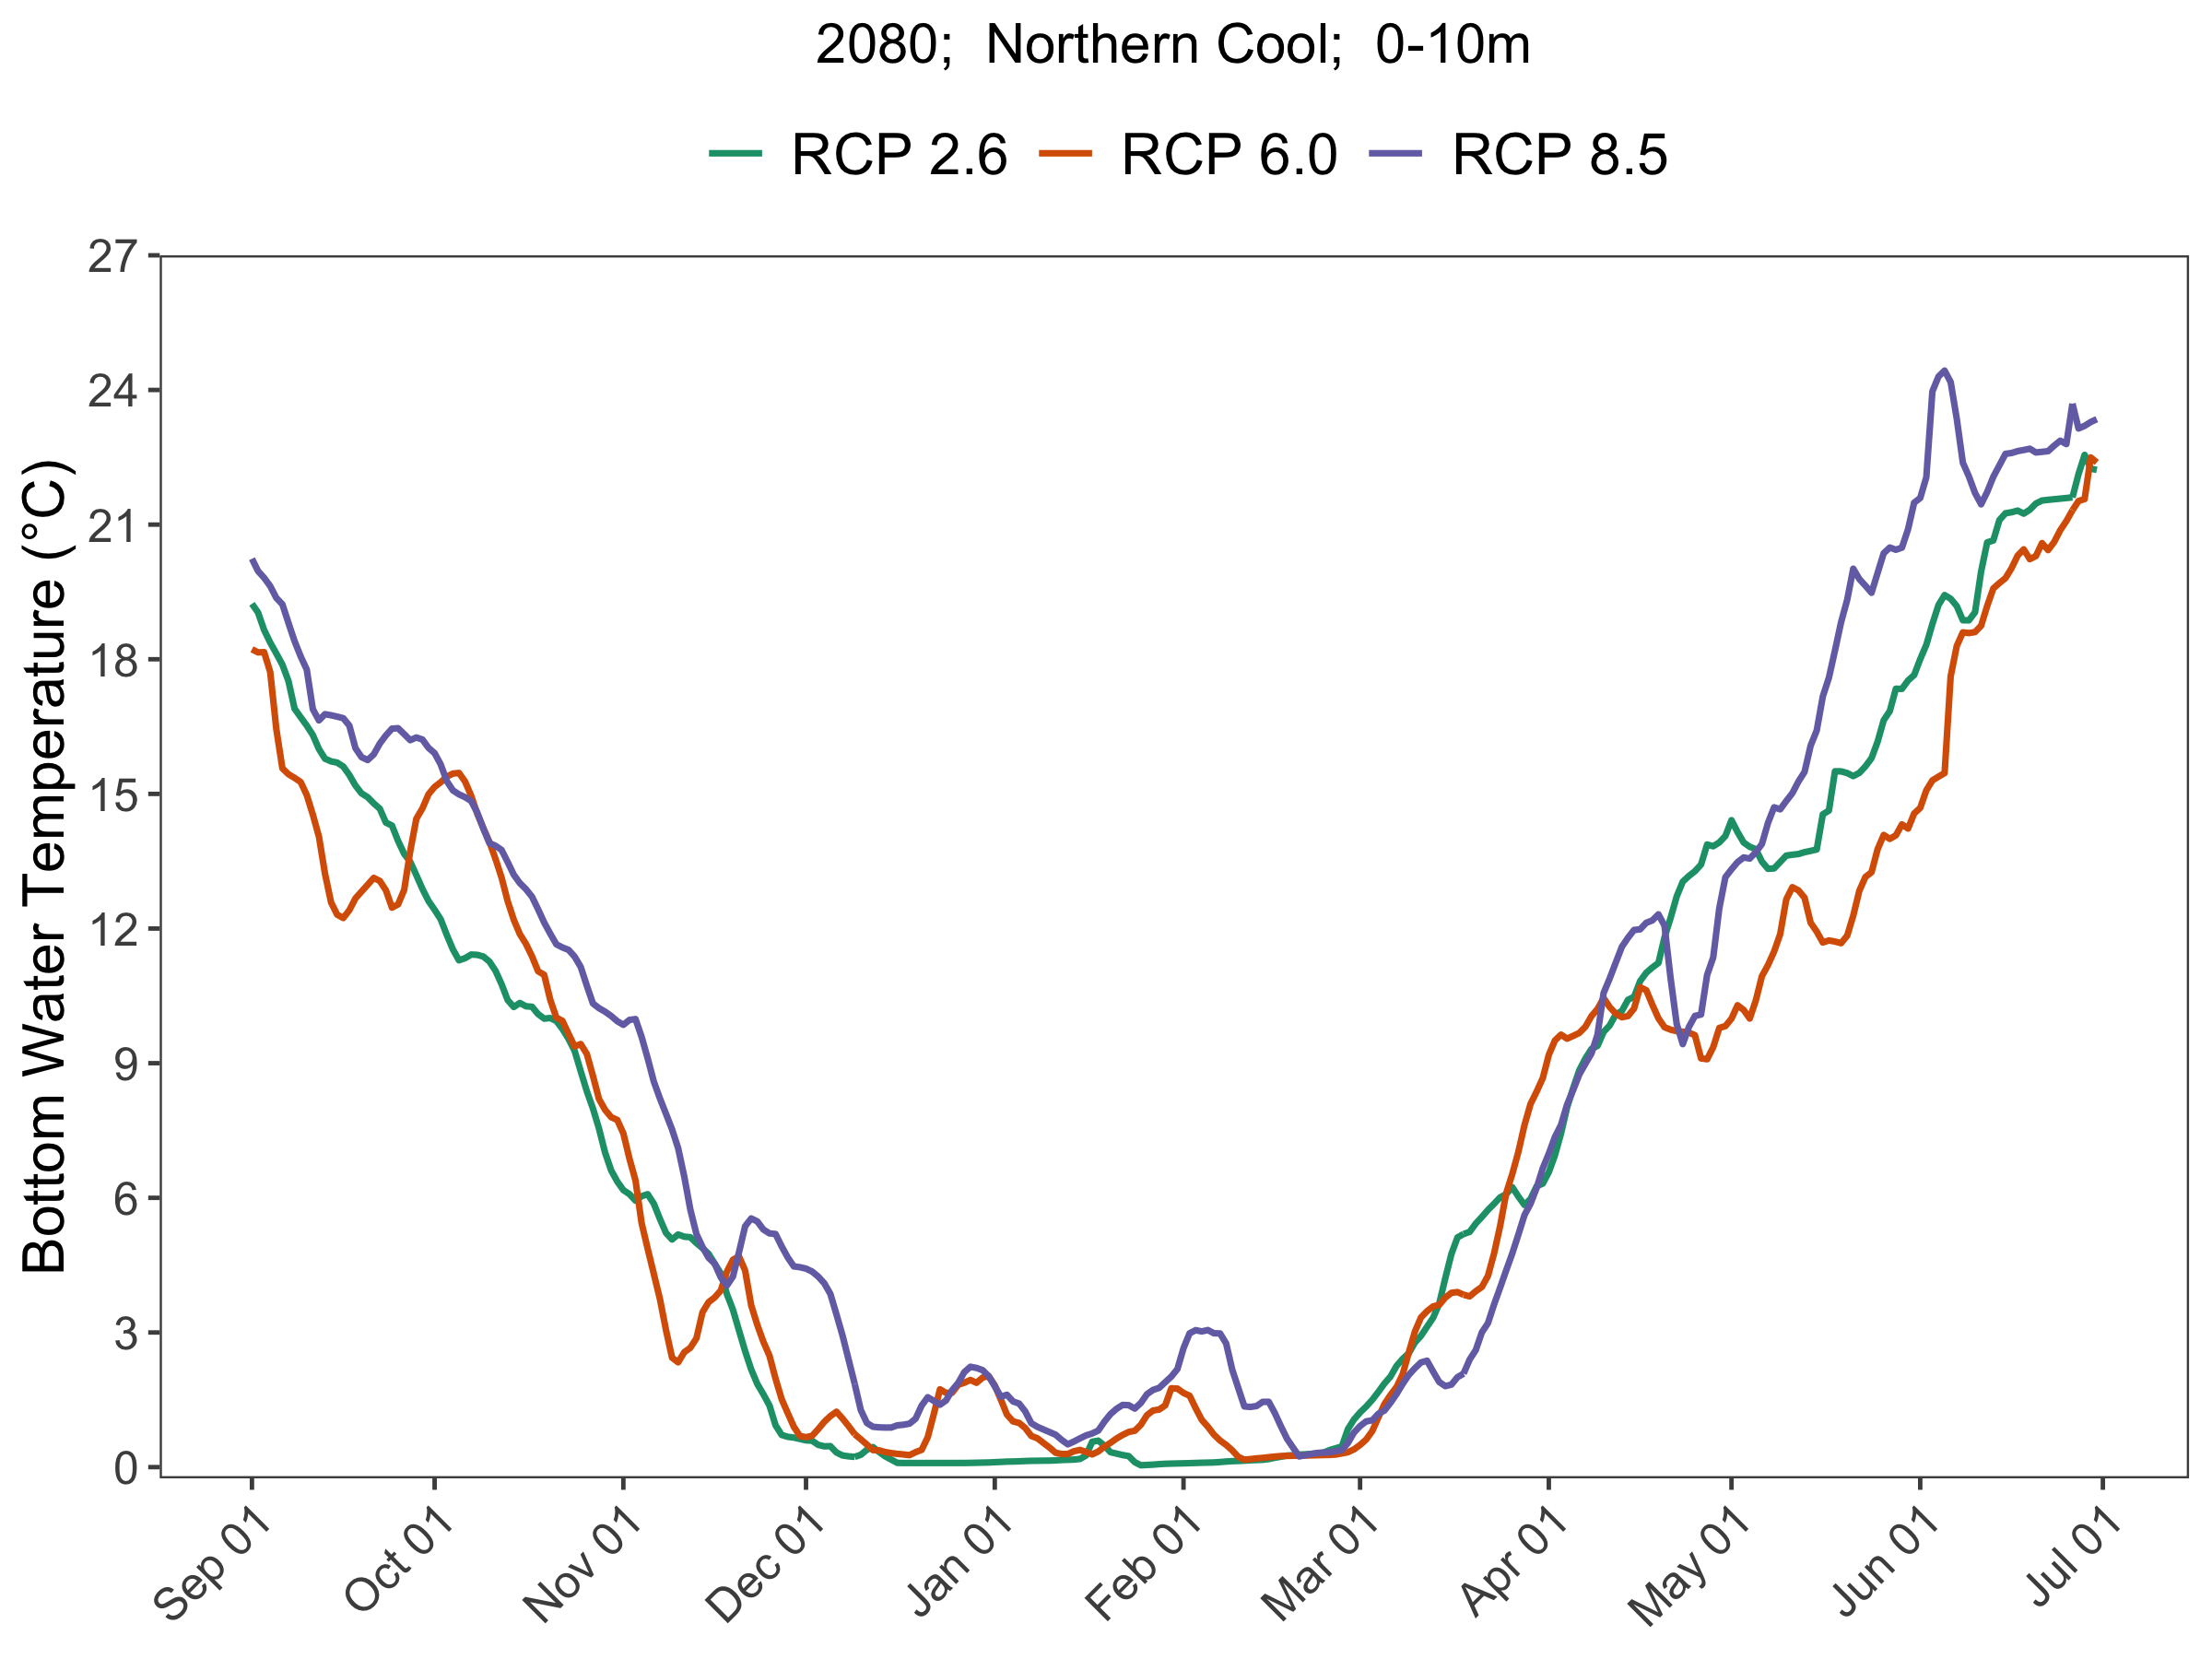 2080;  Northern Cool;  0-10m
RCP 2.6 RCP 6.0 RCP 8.5
Bottom Water Temperature (°C)
27
24
21
18
15
12
9
6
3
0
Sep 01 Oct 01 Nov 01 Dec 01 Jan 01 Feb 01 Mar 01 Apr 01 May 01 Jun 01 Jul 01